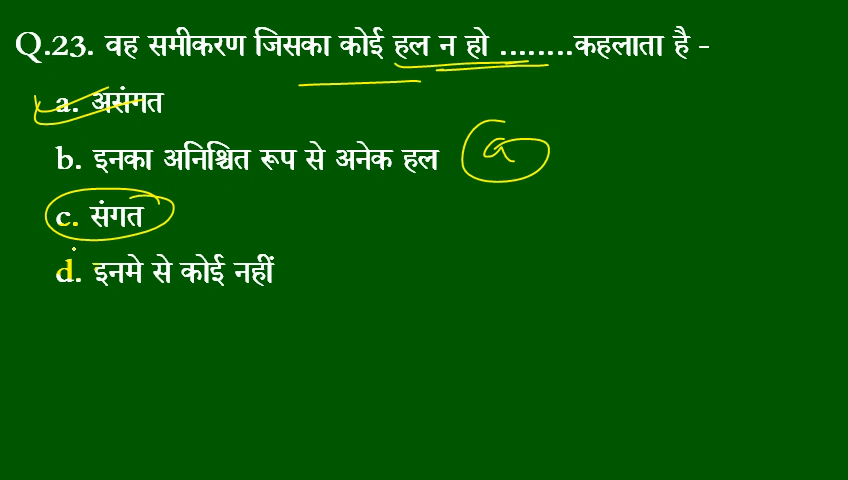 Q.23. वह समीकरण जिसका कोई हल न हो ........कहलाता है -
a. असंगत
b. इनका अनिश्चित रूप से अनेक हल a
c. संगत
d. इनमे से कोई नहीं